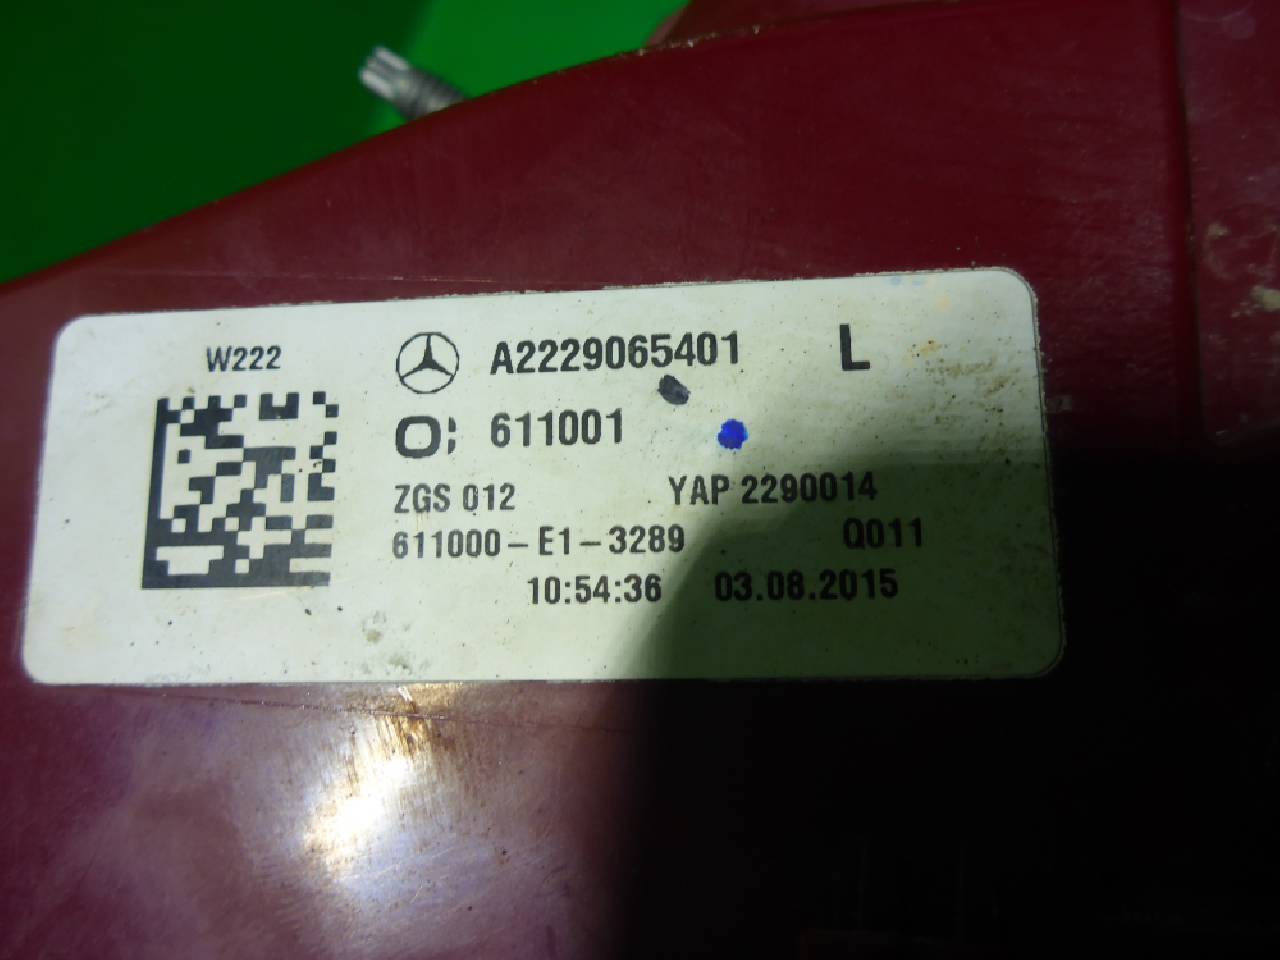 W222 A2229065401 L
O; 611001
ZGS 012 YAP 2290014
611000-E1-3289 Q011
10:54:36 03.08.2015